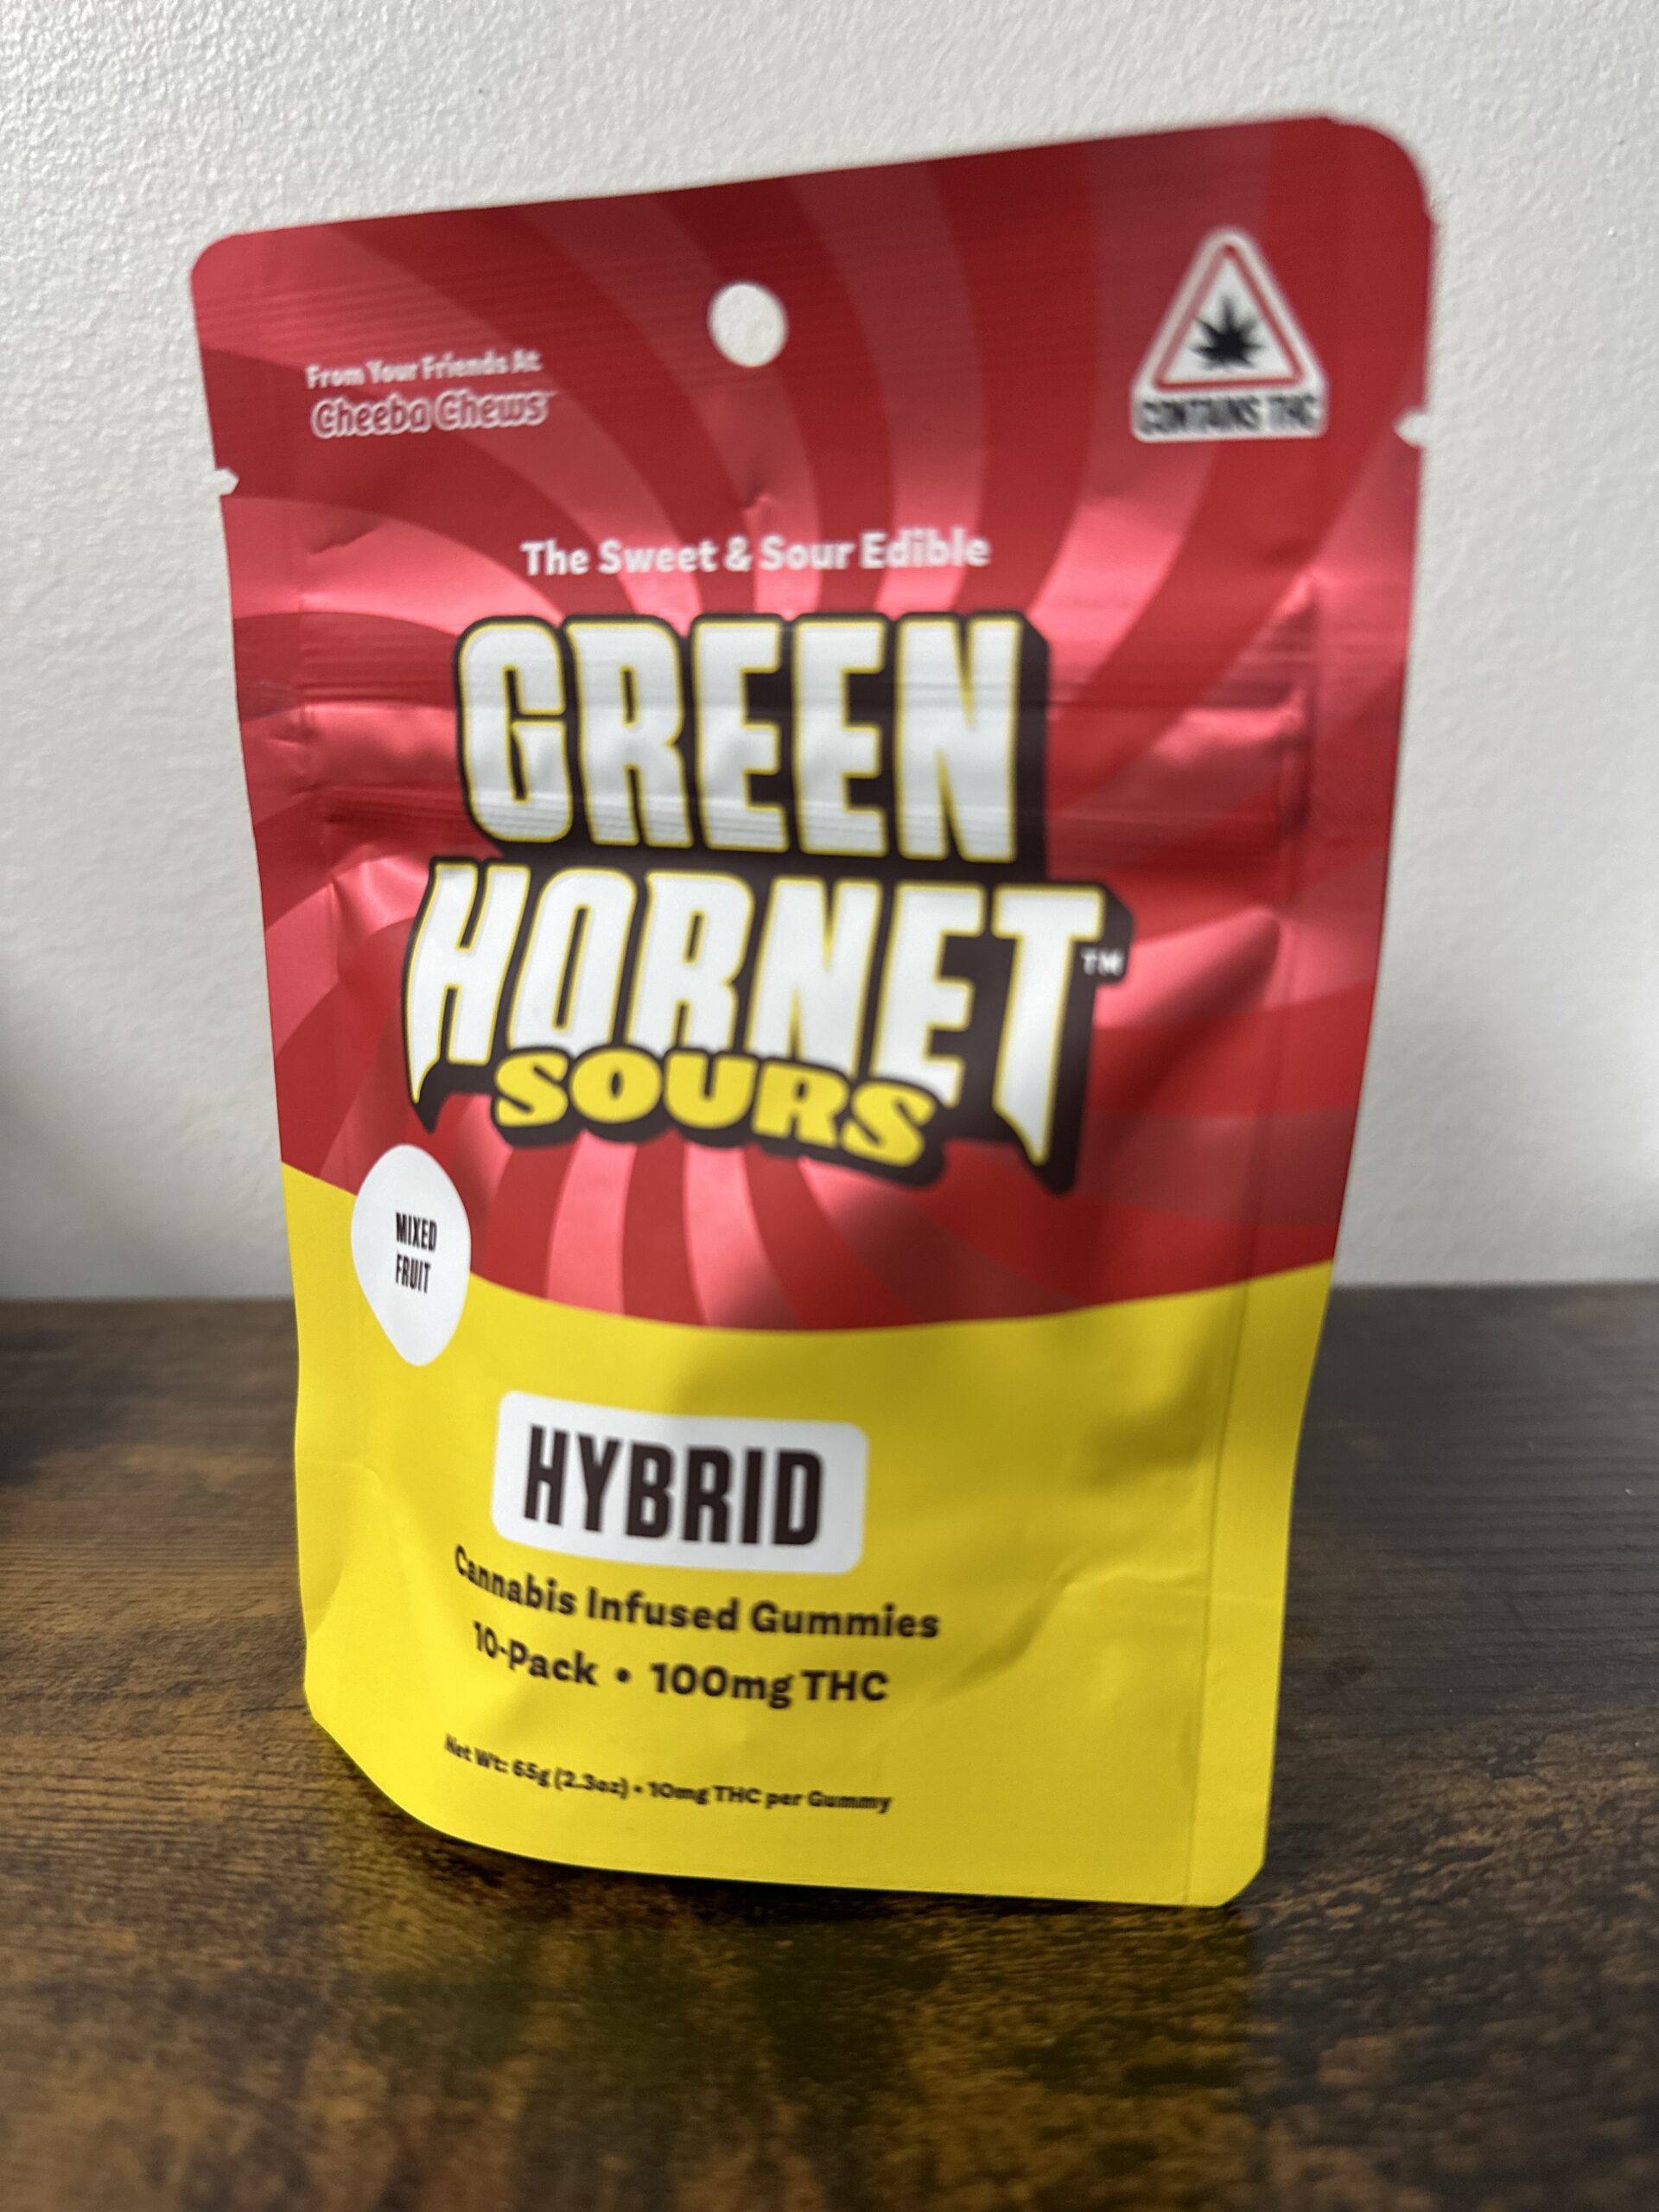 From Your Friends At
Cheeba Chews
CONTAINS THC
The Sweet & Sour Edible
GREEN
HORNET™
SOURS
MIXED
FRUIT
HYBRID
Cannabis Infused Gummies
10-Pack • 100mg THC
Net Wt: 65g (2.3oz) • 10mg THC per Gummy